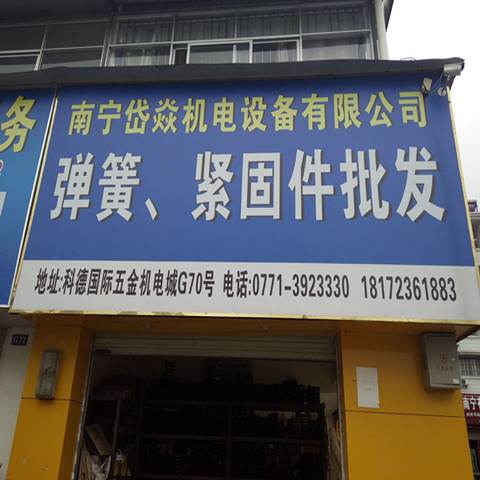 南宁岱焱机电设备有限公司
弹簧、紧固件批发
地址:科德国际五金机电城G70号 电话:0771-3923330 18172361883
务
G72
南宁